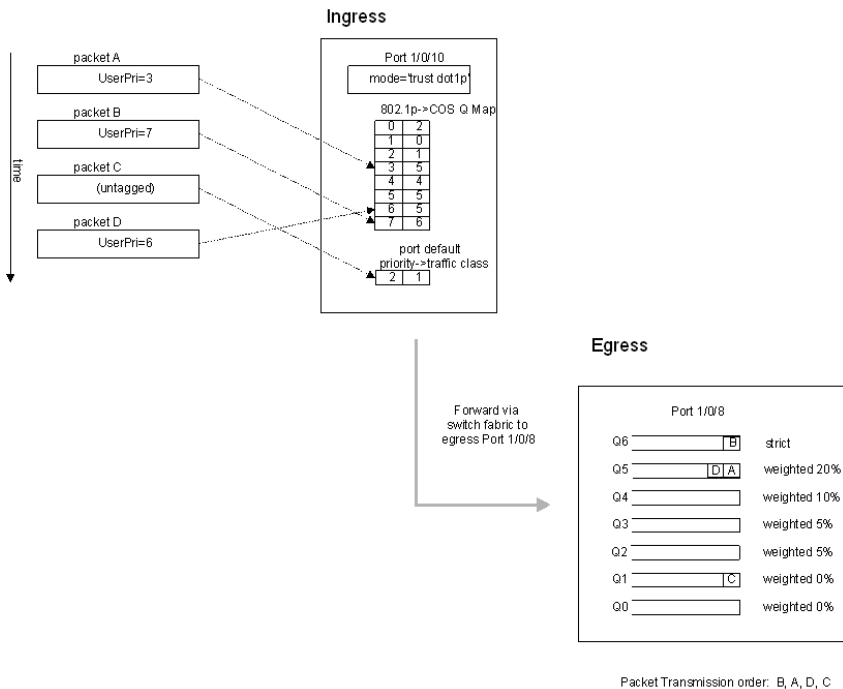 Ingress
packet A
UserPri=3
packet B
UserPri=7
packet C
(untagged)
packet D
UserPri=6
time
Port 1/0/10
mode='trust dot1p'
802.1p->COS Q Map
0 2
1 0
2 1
3 5
4 4
5 5
6 5
7 6
port default
priority->traffic class
2 1
Forward via
switch fabric to
egress Port 1/0/8
Egress
Port 1/0/8
Q6 B strict
Q5 D A weighted 20%
Q4 weighted 10%
Q3 weighted 5%
Q2 weighted 5%
Q1 C weighted 0%
Q0 weighted 0%
Packet Transmission order: B, A, D, C